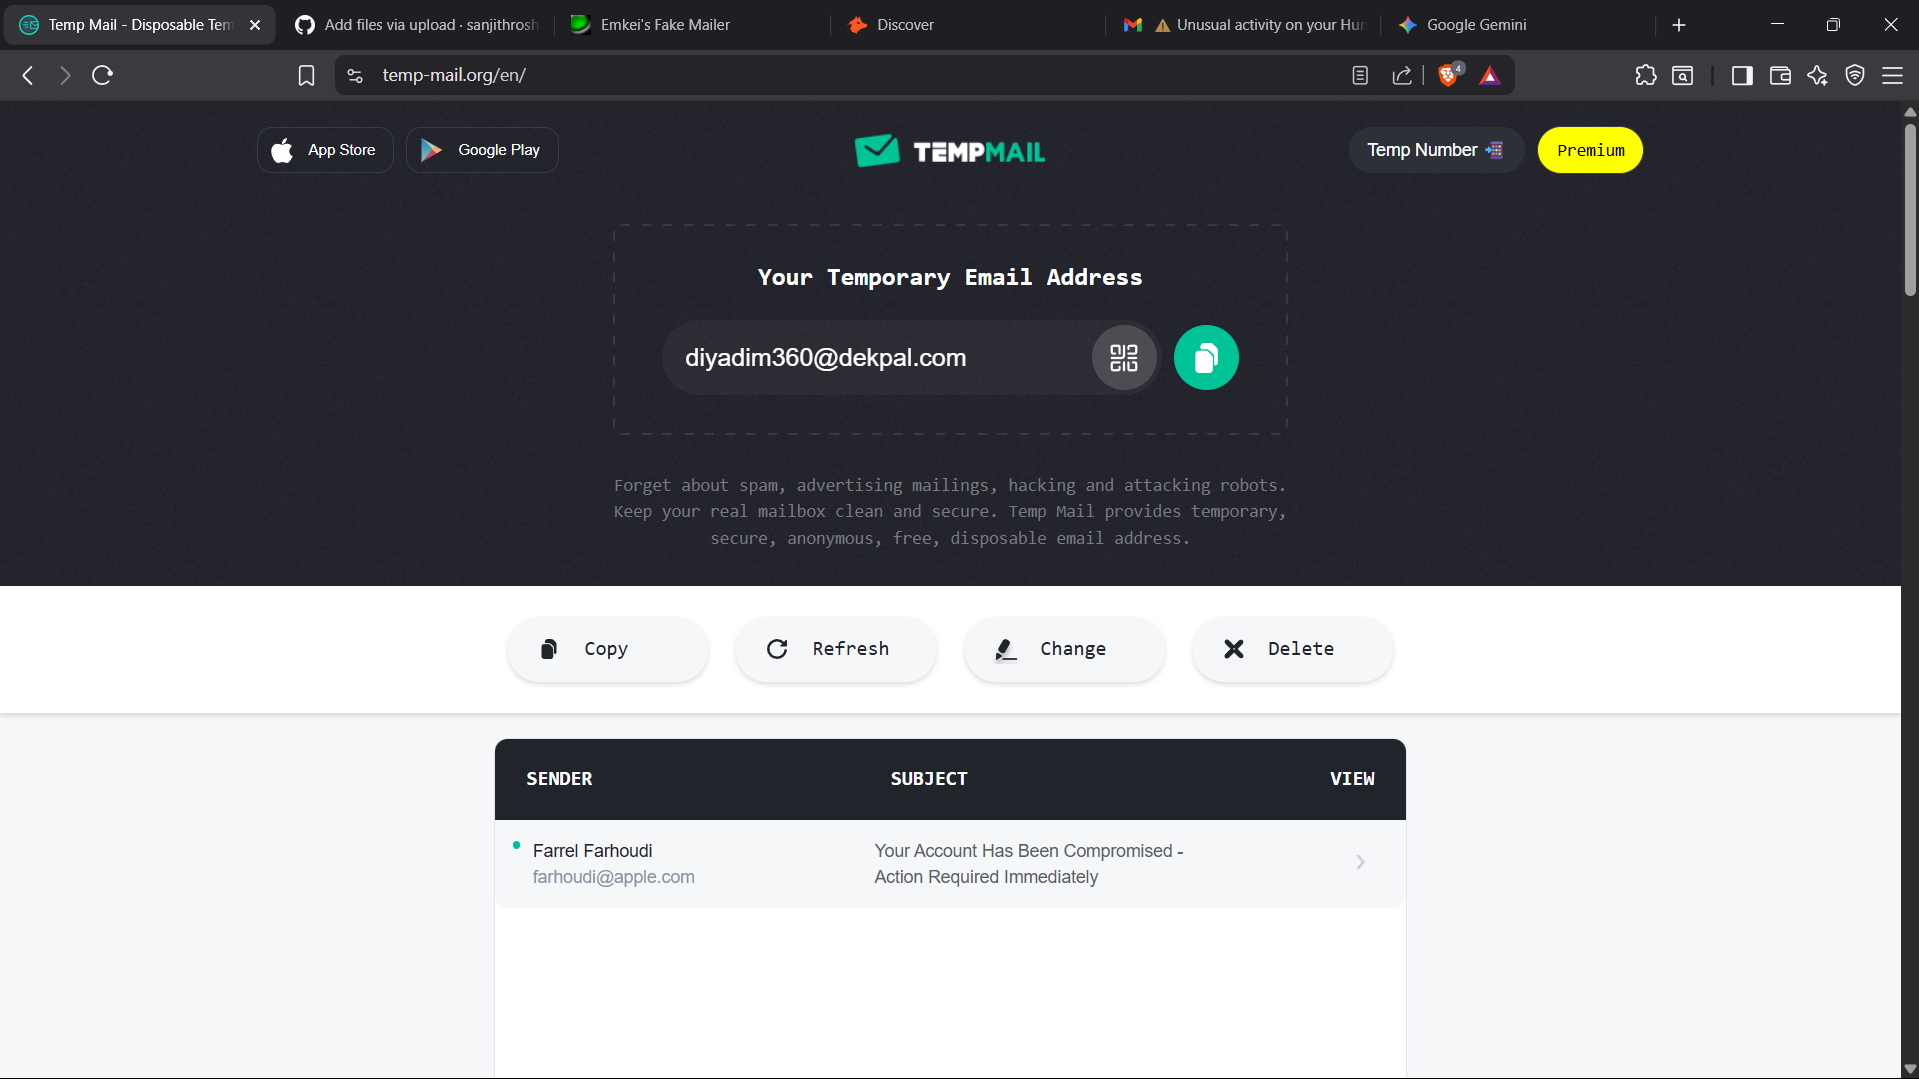 Temp Mail - Disposable Tem
Add files via upload · sanjithrosh
Emkei's Fake Mailer
Discover
Unusual activity on your Hum
Google Gemini
temp-mail.org/en/
4
App Store
Google Play
TEMPMAIL
Temp Number
Premium
Your Temporary Email Address
diyadim360@dekpal.com
Forget about spam, advertising mailings, hacking and attacking robots.
Keep your real mailbox clean and secure. Temp Mail provides temporary,
secure, anonymous, free, disposable email address.
Copy
Refresh
Change
Delete
SENDER
SUBJECT
VIEW
Farrel Farhoudi
farhoudi@apple.com
Your Account Has Been Compromised -
Action Required Immediately